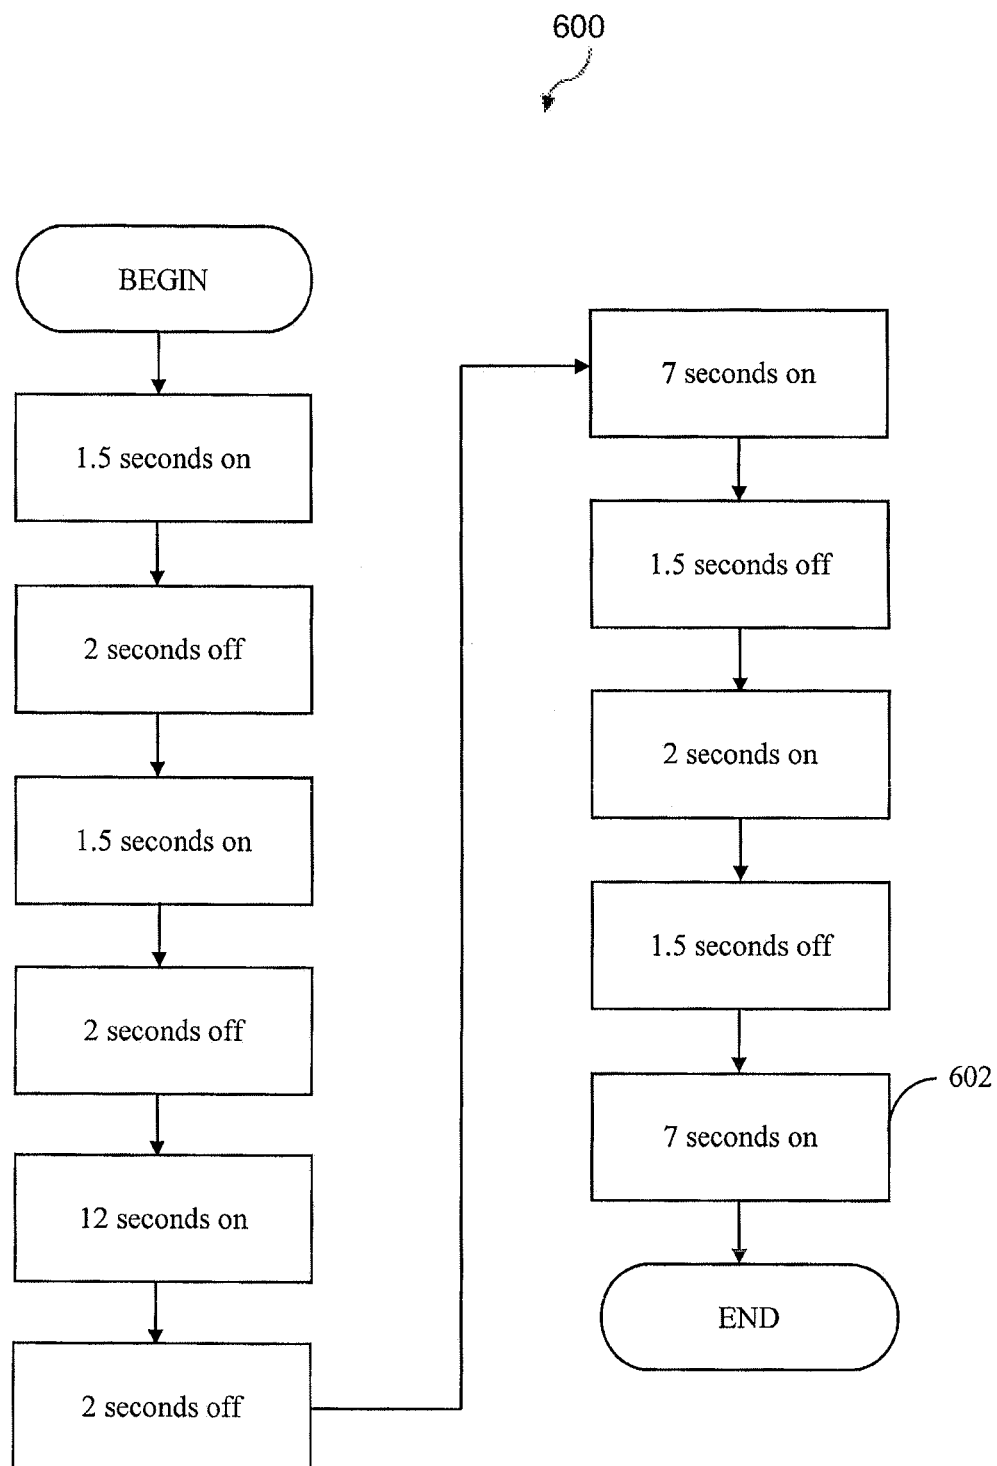 600
BEGIN
1.5 seconds on
2 seconds off
1.5 seconds on
2 seconds off
12 seconds on
2 seconds off
7 seconds on
1.5 seconds off
2 seconds on
1.5 seconds off
7 seconds on
602
END